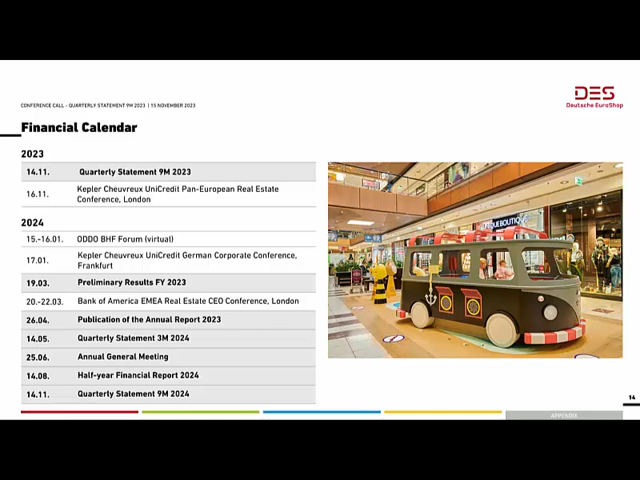 CONFERENCE CALL - QUARTERLY STATEMENT 9M 2023 | 15 NOVEMBER 2023
DES
Deutsche EuroShop
Financial Calendar
2023
14.11. Quarterly Statement 9M 2023
16.11. Kepler Cheuvreux UniCredit Pan-European Real Estate
Conference, London
2024
15.-16.01. ODDO BHF Forum (virtual)
17.01. Kepler Cheuvreux UniCredit German Corporate Conference,
Frankfurt
19.03. Preliminary Results FY 2023
20.-22.03. Bank of America EMEA Real Estate CEO Conference, London
26.04. Publication of the Annual Report 2023
14.05. Quarterly Statement 3M 2024
25.06. Annual General Meeting
14.08. Half-year Financial Report 2024
14.11. Quarterly Statement 9M 2024
14
APPENDIX